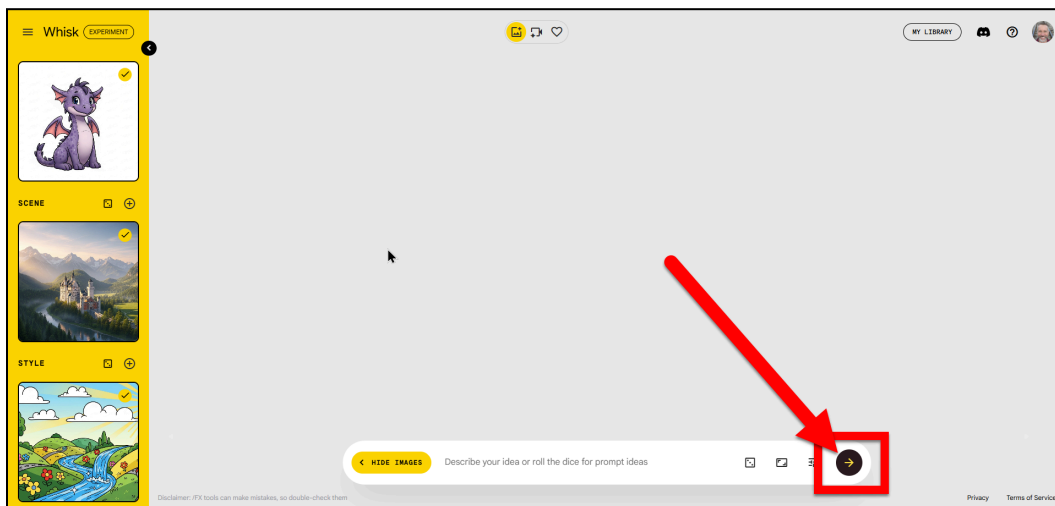 Whisk EXPERIMENT
MY LIBRARY
SCENE
STYLE
HIDE IMAGES
Describe your idea or roll the dice for prompt ideas
Disclaimer: /FX tools can make mistakes, so double-check them
Privacy Terms of Service